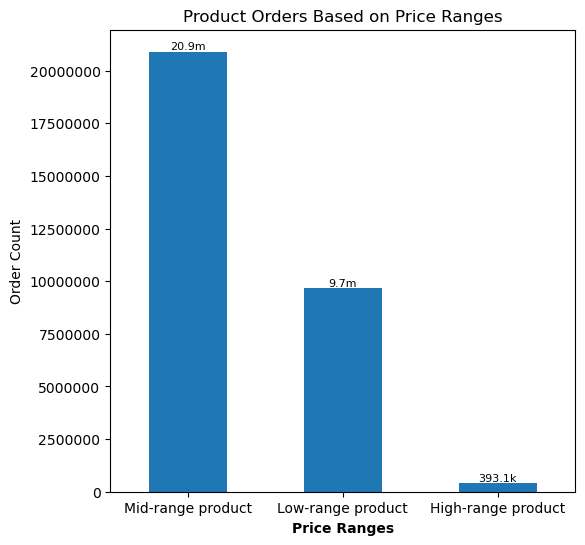 Product Orders Based on Price Ranges
20.9m
9.7m
393.1k
20000000
17500000
15000000
12500000
10000000
7500000
5000000
2500000
0
Order Count
Mid-range product
Low-range product
High-range product
Price Ranges